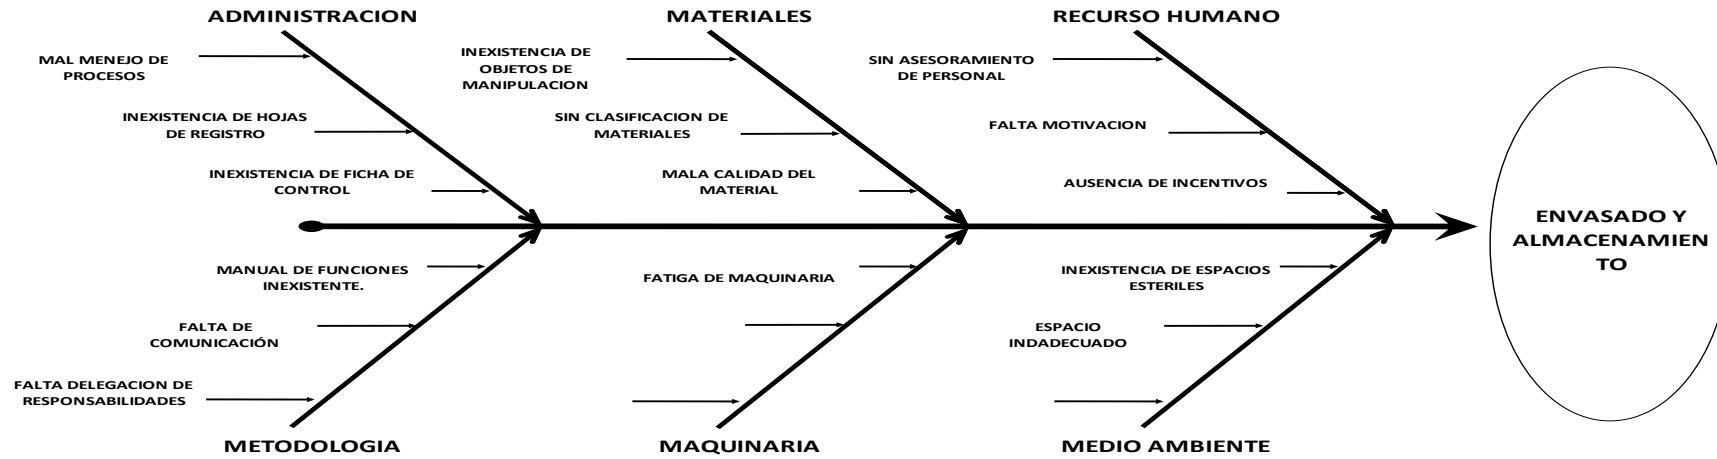 ADMINISTRACION
MATERIALES
RECURSO HUMANO
MAL MENEJO DE
PROCESOS
INEXISTENCIA DE HOJAS
DE REGISTRO
INEXISTENCIA DE FICHA DE
CONTROL
INEXISTENCIA DE
OBJETOS DE
MANIPULACION
SIN CLASIFICACION DE
MATERIALES
MALA CALIDAD DEL
MATERIAL
SIN ASESORAMIENTO
DE PERSONAL
FALTA MOTIVACION
AUSENCIA DE INCENTIVOS
ENVASADO Y
ALMACENAMIEN
TO
MANUAL DE FUNCIONES
INEXISTENTE.
FALTA DE
COMUNICACIÓN
FALTA DELEGACION DE
RESPONSABILIDADES
FATIGA DE MAQUINARIA
INEXISTENCIA DE ESPACIOS
ESTERILES
ESPACIO
INDADECUADO
METODOLOGIA
MAQUINARIA
MEDIO AMBIENTE